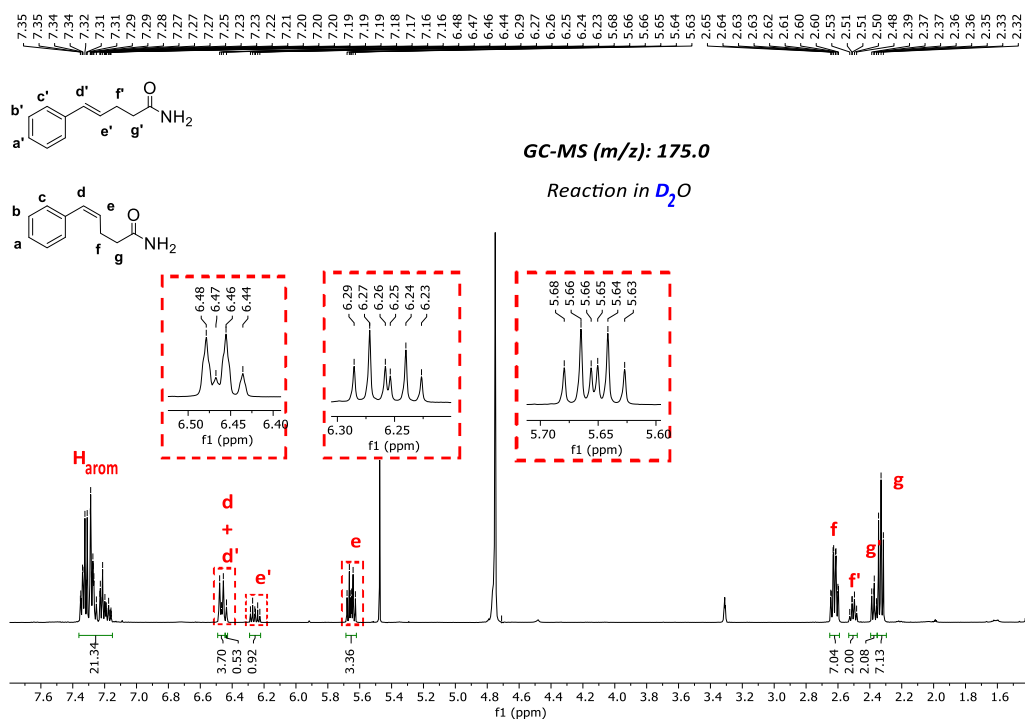 7.35 7.35 7.34 7.34 7.32 7.31 7.29 7.29 7.28 7.27 7.27 7.27 7.25 7.24 7.23 7.23 7.22 7.21 7.20 7.20 7.20 7.19 7.19 7.19 7.18 7.17 7.16 7.16 6.48 6.47 6.46 6.44 6.29 6.27 6.26 6.25 6.24 6.23 5.68 5.66 5.66 5.65 5.64 5.63 2.65 2.64 2.63 2.63 2.62 2.61 2.60 2.60 2.53 2.51 2.51 2.50 2.48 2.39 2.37 2.37 2.36 2.36 2.35 2.33 2.32
c' d' f' O
b' NH2
a' e' g'
GC-MS (m/z): 175.0
Reaction in D2O
c d
b e O
NH2
a f g
6.48 6.47 6.46 6.44
6.50 6.45 6.40
f1 (ppm)
6.29 6.27 6.26 6.25 6.24 6.23
6.30 6.25
f1 (ppm)
5.68 5.66 5.66 5.65 5.64 5.63
5.70 5.65 5.60
f1 (ppm)
Harom
d
+
d'
e'
e
f
f'
g'
g
21.34 3.70 0.53 0.92 3.36 7.04 2.00 2.08 7.13
7.6 7.4 7.2 7.0 6.8 6.6 6.4 6.2 6.0 5.8 5.6 5.4 5.2 5.0 4.8 4.6 4.4 4.2 4.0 3.8 3.6 3.4 3.2 3.0 2.8 2.6 2.4 2.2 2.0 1.8 1.6
f1 (ppm)